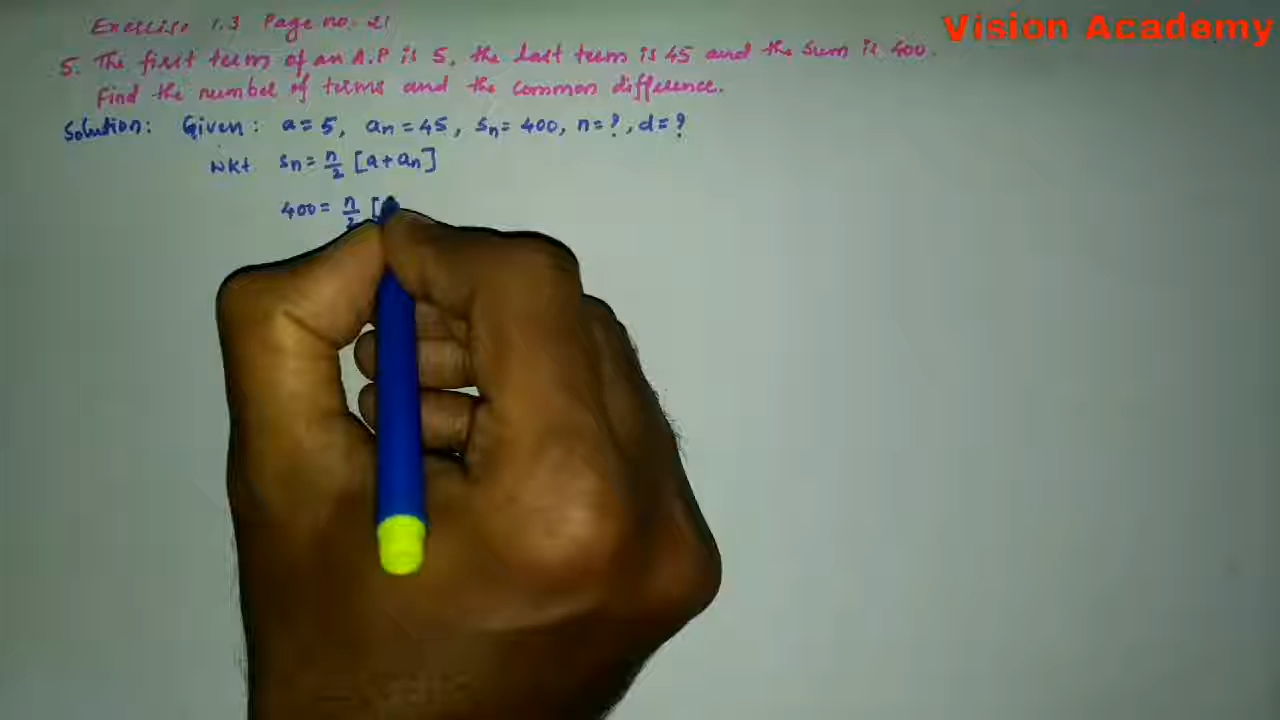 Exercise 1.3 Page no. 21
Vision Academy
5. The first term of an A.P is 5, the last term is 45 and the sum is 400.
Find the number of terms and the common difference.
Solution: Given: a = 5, an = 45, Sn = 400, n = ?, d = ?
WKT Sn = n/2 [a + an]
400 = n/2 [